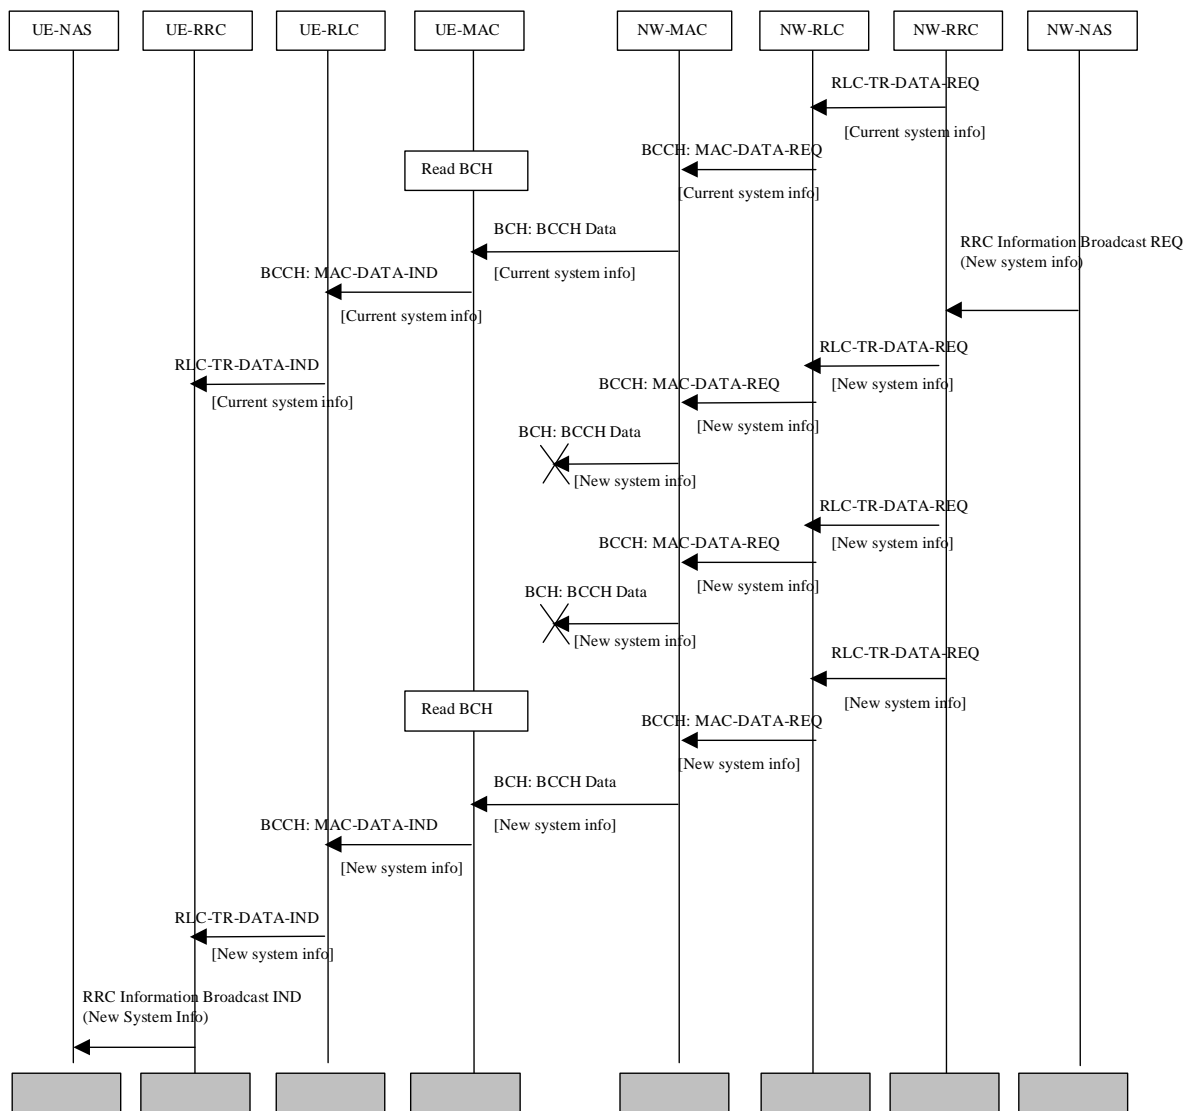 UE-NAS
UE-RRC
UE-RLC
UE-MAC
NW-MAC
NW-RLC
NW-RRC
NW-NAS
RLC-TR-DATA-REQ
[Current system info]
BCCH: MAC-DATA-REQ
Read BCH
[Current system info]
BCH: BCCH Data
RRC Information Broadcast REQ
(New system info)
BCCH: MAC-DATA-IND
[Current system info]
[Current system info]
RLC-TR-DATA-REQ
RLC-TR-DATA-IND
[New system info]
BCCH: MAC-DATA-REQ
[Current system info]
[New system info]
BCH: BCCH Data
[New system info]
RLC-TR-DATA-REQ
BCCH: MAC-DATA-REQ
[New system info]
[New system info]
BCH: BCCH Data
[New system info]
RLC-TR-DATA-REQ
[New system info]
Read BCH
BCCH: MAC-DATA-REQ
[New system info]
BCH: BCCH Data
BCCH: MAC-DATA-IND
[New system info]
[New system info]
RLC-TR-DATA-IND
[New system info]
RRC Information Broadcast IND
(New System Info)